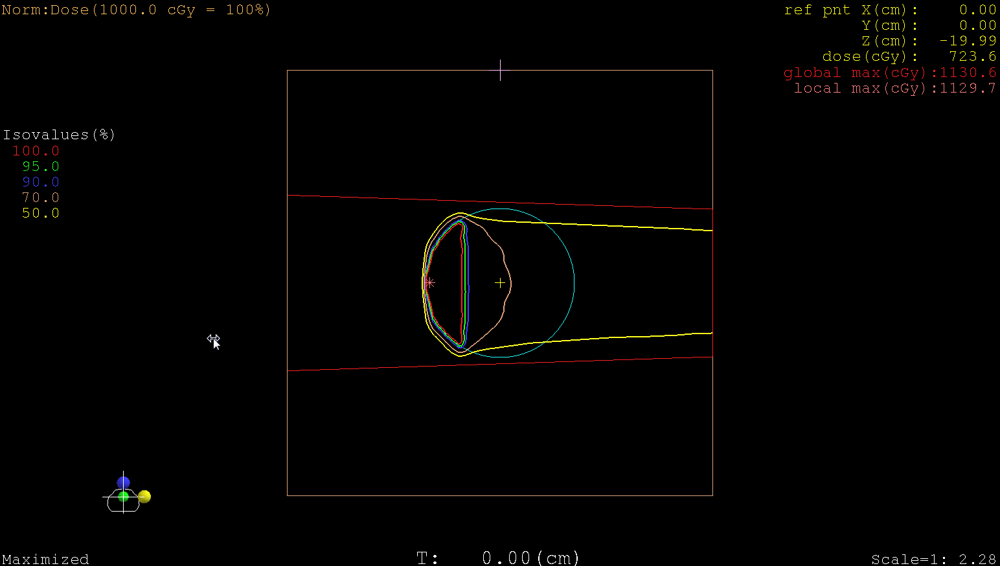 Norm:Dose(1000.0 cGy = 100%)
ref pnt X(cm): 0.00
Y(cm): 0.00
Z(cm): -19.99
dose(cGy): 723.6
global max(cGy):1130.6
local max(cGy):1129.7
Isovalues(%)
100.0
95.0
90.0
70.0
50.0
Maximized
T: 0.00(cm)
Scale=1: 2.28